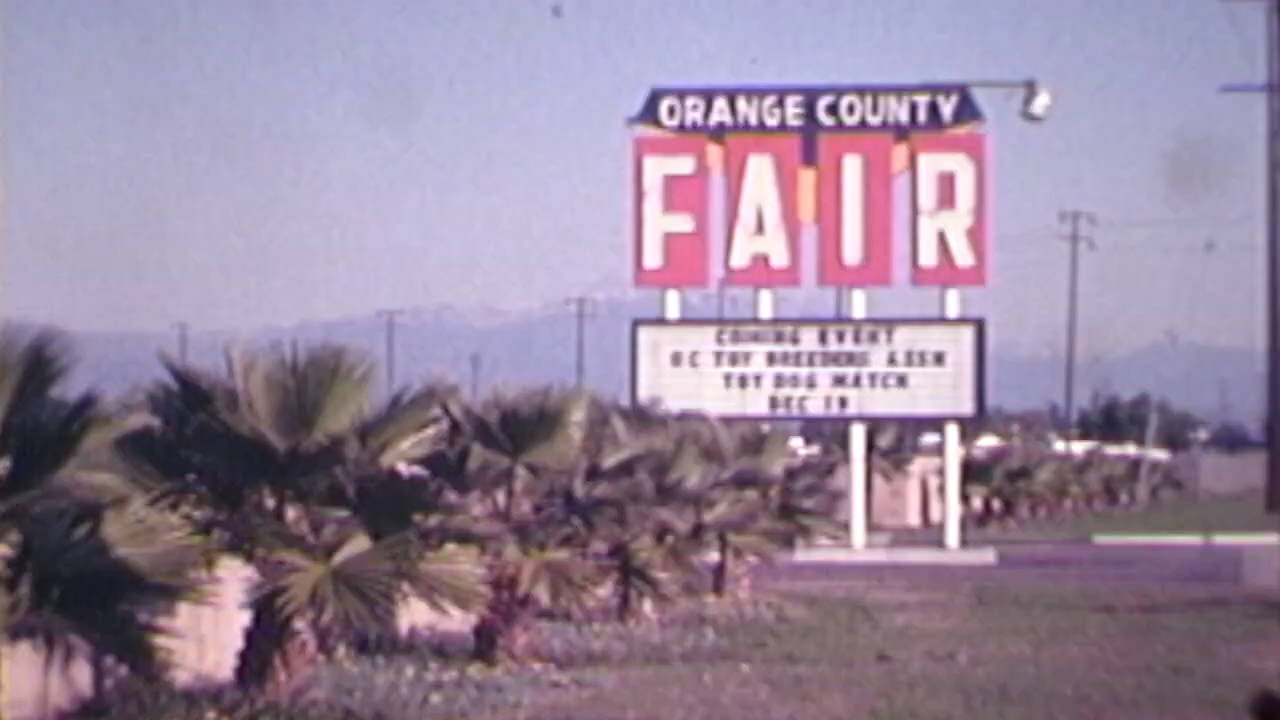 ORANGE COUNTY
FAIR
COMING EVENT
OC TOY BREEDERS ASSN
TOY DOG MATCH
DEC 19